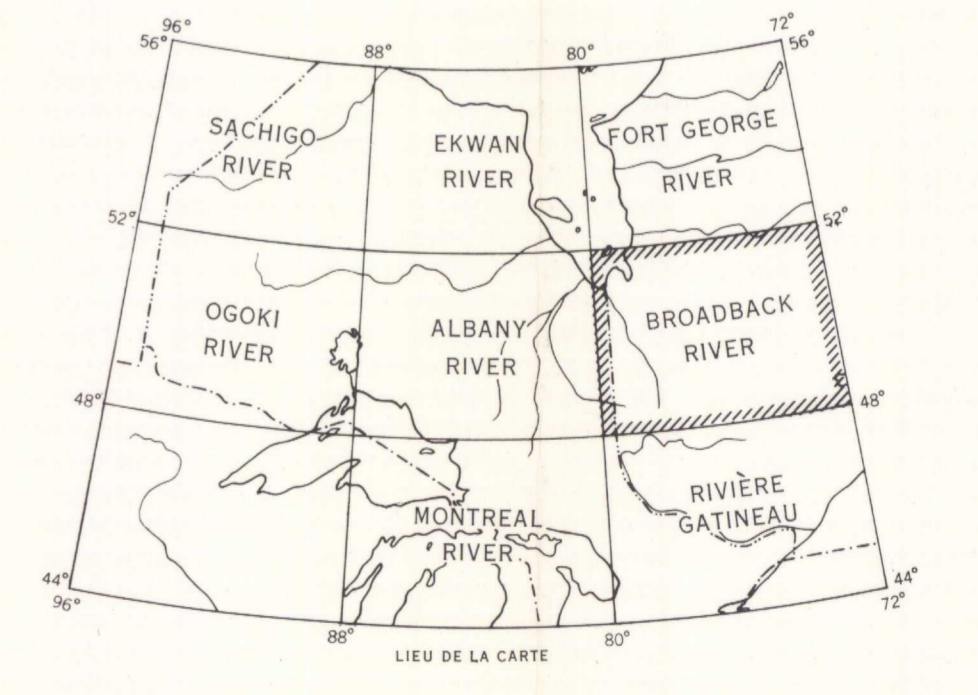 96°
72°
56°
88°
80°
56°
SACHIGO
RIVER
EKWAN
RIVER
FORT GEORGE
RIVER
52°
52°
OGOKI
RIVER
ALBANY
RIVER
BROADBACK
RIVER
48°
48°
RIVIÈRE
GATINEAU
MONTREAL
RIVER
44°
96°
44°
72°
88°
80°
LIEU DE LA CARTE